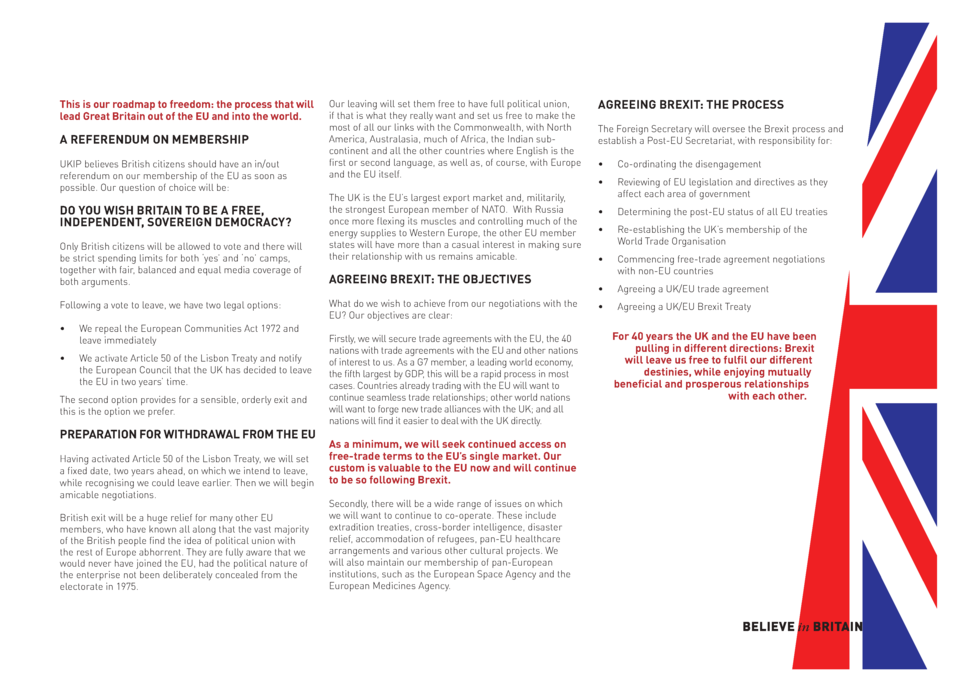 This is our roadmap to freedom: the process that will
lead Great Britain out of the EU and into the world.
A REFERENDUM ON MEMBERSHIP
UKIP believes British citizens should have an in/out
referendum on our membership of the EU as soon as
possible. Our question of choice will be:
DO YOU WISH BRITAIN TO BE A FREE,
INDEPENDENT, SOVEREIGN DEMOCRACY?
Only British citizens will be allowed to vote and there will
be strict spending limits for both 'yes' and 'no' camps,
together with fair, balanced and equal media coverage of
both arguments.
Following a vote to leave, we have two legal options:
• We repeal the European Communities Act 1972 and
leave immediately
• We activate Article 50 of the Lisbon Treaty and notify
the European Council that the UK has decided to leave
the EU in two years' time.
The second option provides for a sensible, orderly exit and
this is the option we prefer.
PREPARATION FOR WITHDRAWAL FROM THE EU
Having activated Article 50 of the Lisbon Treaty, we will set
a fixed date, two years ahead, on which we intend to leave,
while recognising we could leave earlier. Then we will begin
amicable negotiations.
British exit will be a huge relief for many other EU
members, who have known all along that the vast majority
of the British people find the idea of political union with
the rest of Europe abhorrent. They are fully aware that we
would never have joined the EU, had the political nature of
the enterprise not been deliberately concealed from the
electorate in 1975.
Our leaving will set them free to have full political union,
if that is what they really want and set us free to make the
most of all our links with the Commonwealth, with North
America, Australasia, much of Africa, the Indian sub-
continent and all the other countries where English is the
first or second language, as well as, of course, with Europe
and the EU itself.
The UK is the EU's largest export market and, militarily,
the strongest European member of NATO. With Russia
once more flexing its muscles and controlling much of the
energy supplies to Western Europe, the other EU member
states will have more than a casual interest in making sure
their relationship with us remains amicable.
AGREEING BREXIT: THE OBJECTIVES
What do we wish to achieve from our negotiations with the
EU? Our objectives are clear:
Firstly, we will secure trade agreements with the EU, the 40
nations with trade agreements with the EU and other nations
of interest to us. As a G7 member, a leading world economy,
the fifth largest by GDP, this will be a rapid process in most
cases. Countries already trading with the EU will want to
continue seamless trade relationships; other world nations
will want to forge new trade alliances with the UK; and all
nations will find it easier to deal with the UK directly.
As a minimum, we will seek continued access on
free-trade terms to the EU's single market. Our
custom is valuable to the EU now and will continue
to be so following Brexit.
Secondly, there will be a wide range of issues on which
we will want to continue to co-operate. These include
extradition treaties, cross-border intelligence, disaster
relief, accommodation of refugees, pan-EU healthcare
arrangements and various other cultural projects. We
will also maintain our membership of pan-European
institutions, such as the European Space Agency and the
European Medicines Agency.
AGREEING BREXIT: THE PROCESS
The Foreign Secretary will oversee the Brexit process and
establish a Post-EU Secretariat, with responsibility for:
• Co-ordinating the disengagement
• Reviewing of EU legislation and directives as they
affect each area of government
• Determining the post-EU status of all EU treaties
• Re-establishing the UK's membership of the
World Trade Organisation
• Commencing free-trade agreement negotiations
with non-EU countries
• Agreeing a UK/EU trade agreement
• Agreeing a UK/EU Brexit Treaty
For 40 years the UK and the EU have been
pulling in different directions: Brexit
will leave us free to fulfil our different
destinies, while enjoying mutually
beneficial and prosperous relationships
with each other.
BELIEVE in BRITAIN